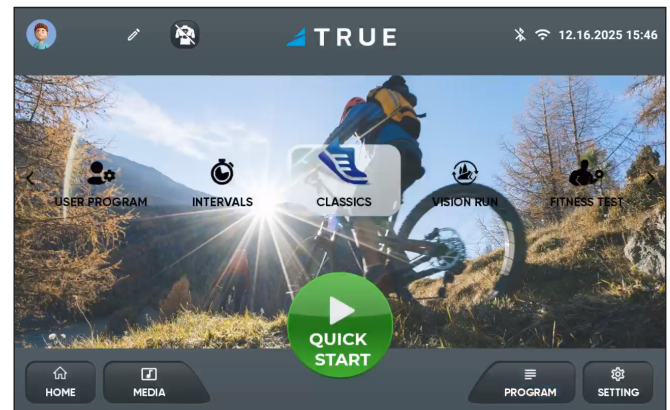 TRUE
12.16.2025 15:46
USER PROGRAM
INTERVALS
CLASSICS
VISION RUN
FITNESS TEST
QUICK
START
HOME
MEDIA
PROGRAM
SETTING